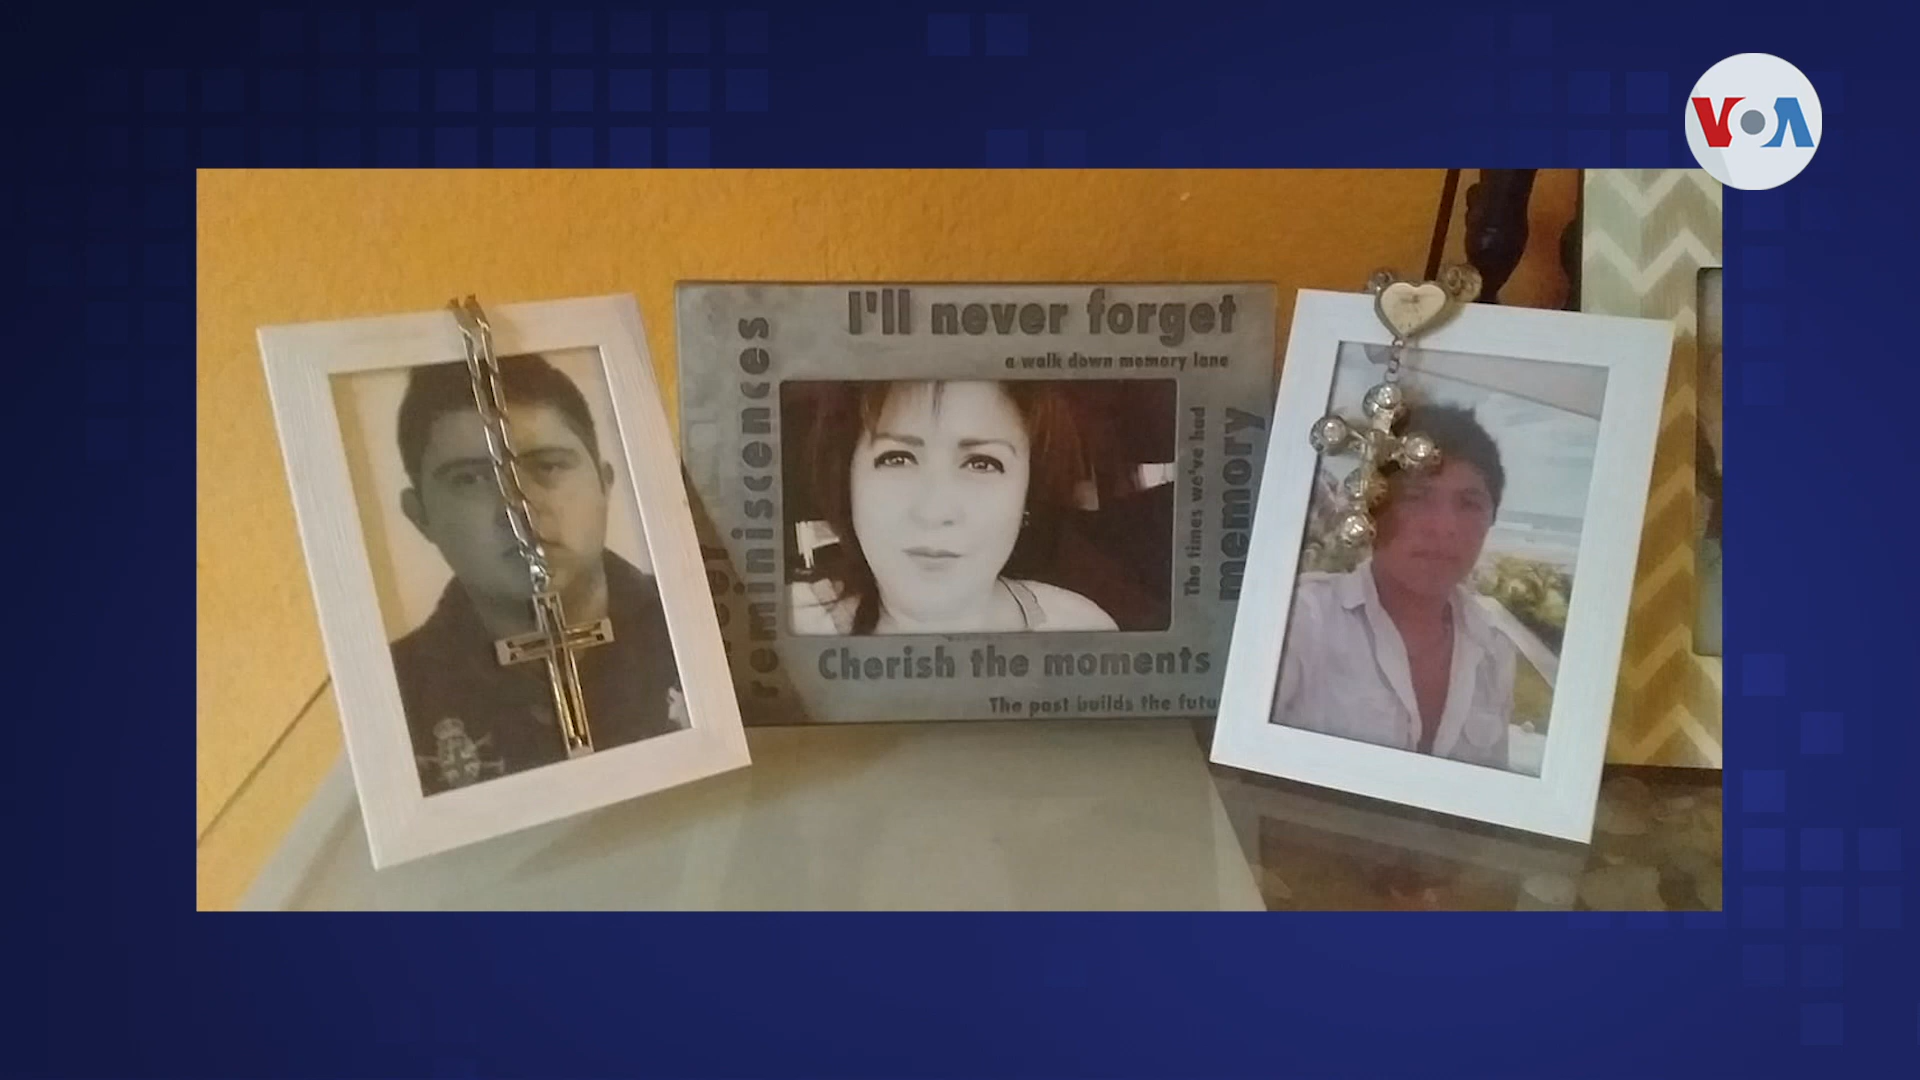 VOA
I'll never forget
a walk down memory lane
reminiscences
The times we've had
memory
Cherish the moments
The past builds the futu